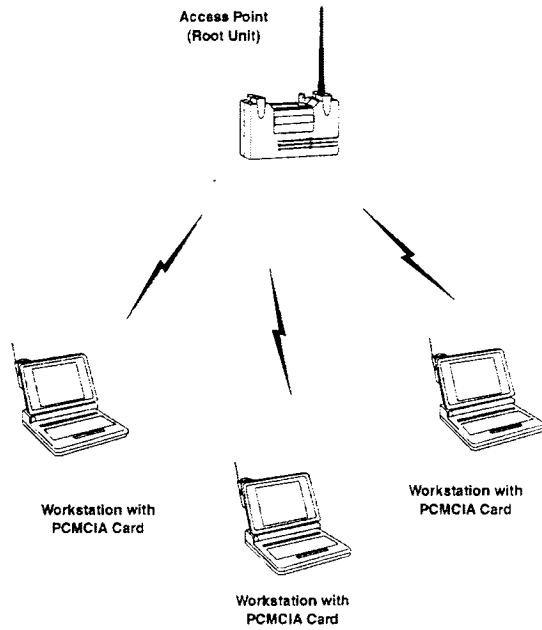 Access Point
(Root Unit)
Workstation with
PCMCIA Card
Workstation with
PCMCIA Card
Workstation with
PCMCIA Card